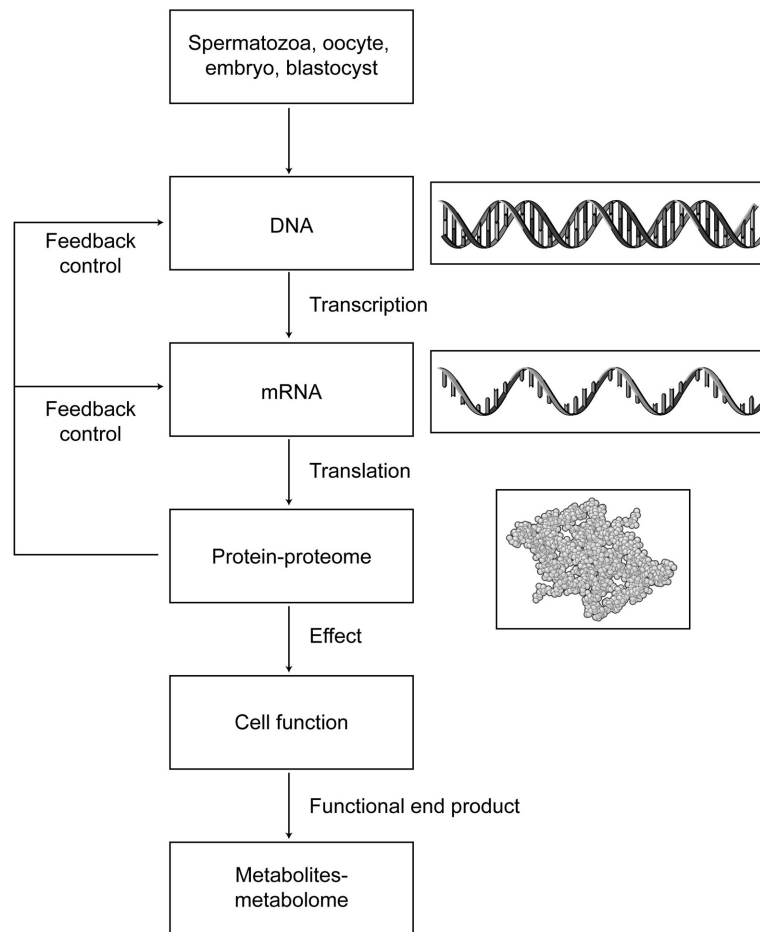 Spermatozoa, oocyte,
embryo, blastocyst
DNA
Feedback
control
Transcription
mRNA
Feedback
control
Translation
Protein-proteome
Effect
Cell function
Functional end product
Metabolites-
metabolome